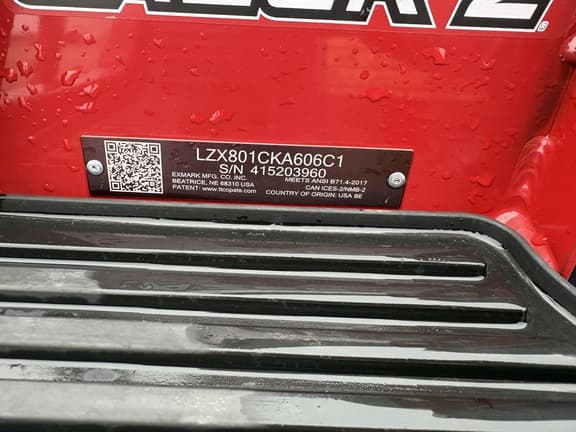 LZX801CKA606C1
S/N 415203960
EXMARK MFG. CO. INC. MEETS ANSI B71.4-2017
BEATRICE, NE 68310 USA CAN ICES-2/NMB-2
PATENT: www.ttcopats.com COUNTRY OF ORIGIN: USA BE